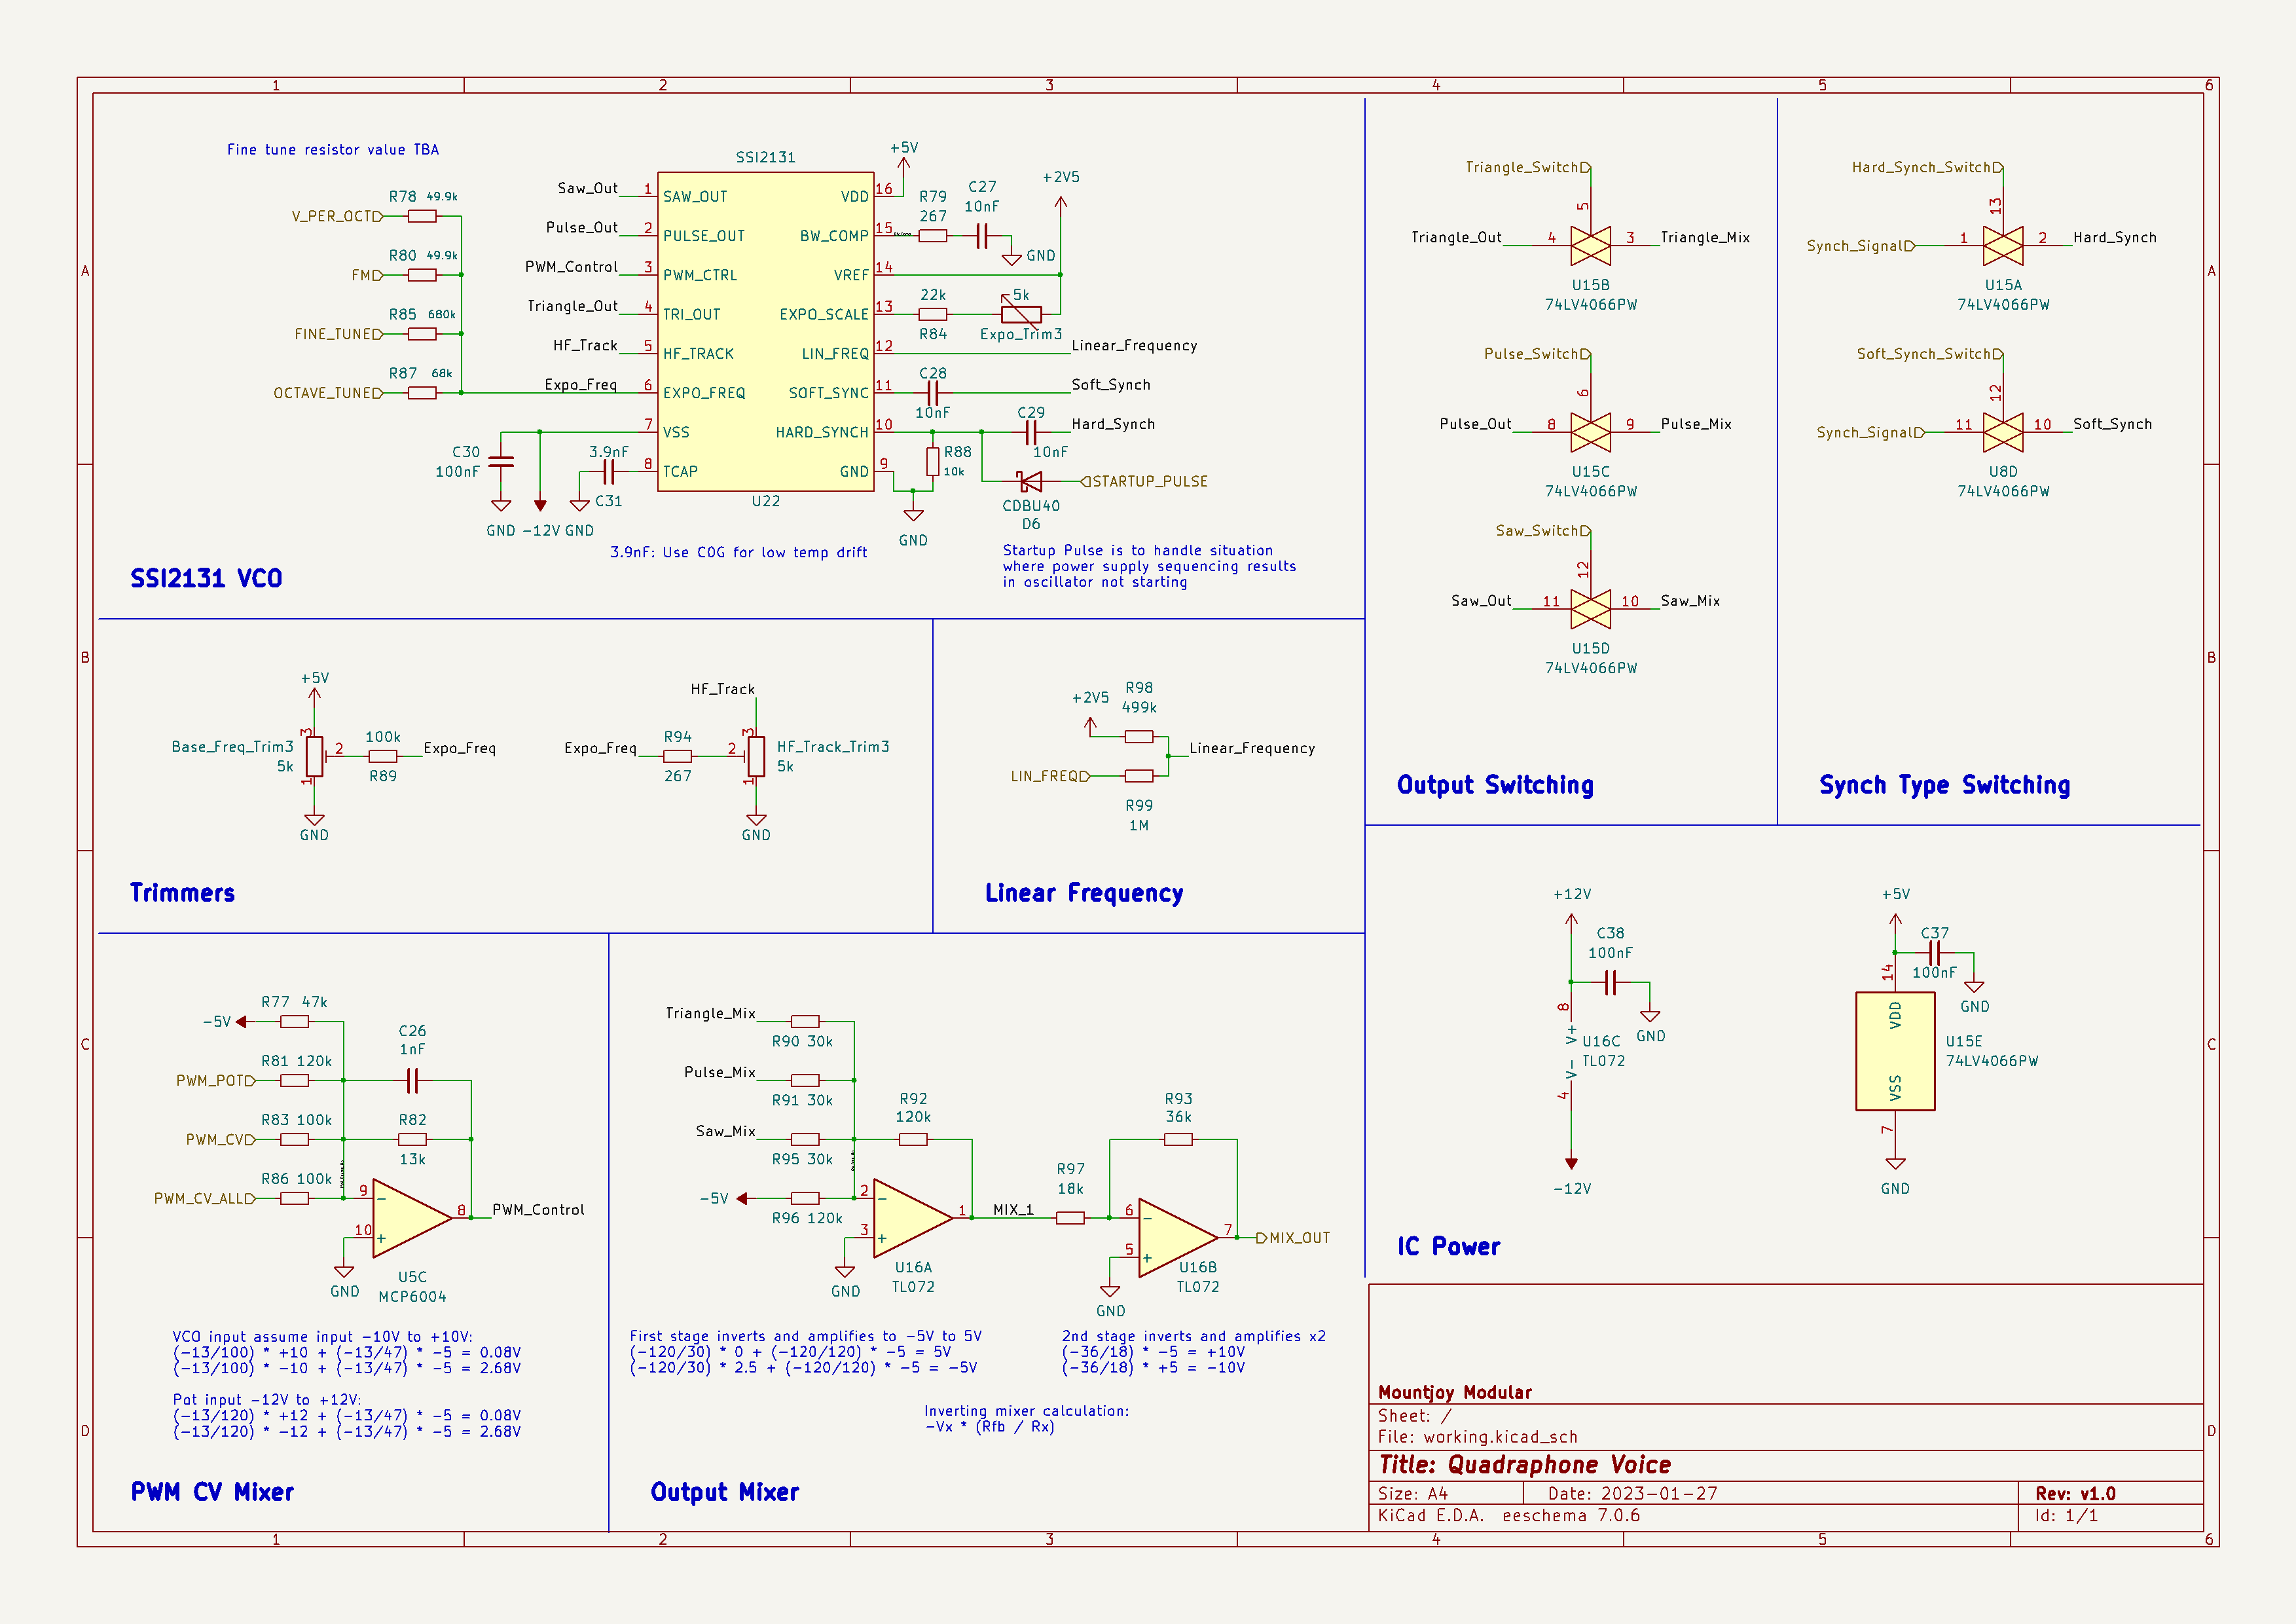 1 2 3 4 5 6
A
B
C
D
A
B
C
D
Fine tune resistor value TBA
V_PER_OCT
R78 49.9k
FM
R80 49.9k
FINE_TUNE
R85 680k
OCTAVE_TUNE
R87 68k
SSI2131
Saw_Out 1 SAW_OUT
Pulse_Out 2 PULSE_OUT
PWM_Control 3 PWM_CTRL
Triangle_Out 4 TRI_OUT
HF_Track 5 HF_TRACK
Expo_Freq 6 EXPO_FREQ
7 VSS
8 TCAP
VDD 16 +5V
BW_COMP 15
R79
267
C27
10nF
GND
+2V5
VREF 14
EXPO_SCALE 13
22k
R84
5k
Expo_Trim3
LIN_FREQ 12 Linear_Frequency
SOFT_SYNC 11
C28
10nF
Soft_Synch
HARD_SYNCH 10
C29
10nF
Hard_Synch
GND 9
R88
10k
STARTUP_PULSE
CDBU40
D6
GND
C30
100nF
3.9nF
C31
GND -12V GND
U22
3.9nF: Use COG for low temp drift
Startup Pulse is to handle situation
where power supply sequencing results
in oscillator not starting
SSI2131 VCO
Triangle_Switch
5
Triangle_Out 4 3 Triangle_Mix
U15B
74LV4066PW
Pulse_Switch
6
Pulse_Out 8 9 Pulse_Mix
U15C
74LV4066PW
Saw_Switch
12
Saw_Out 11 10 Saw_Mix
U15D
74LV4066PW
Output Switching
Hard_Synch_Switch
13
Synch_Signal 1 2 Hard_Synch
U15A
74LV4066PW
Soft_Synch_Switch
12
Synch_Signal 11 10 Soft_Synch
U8D
74LV4066PW
Synch Type Switching
+5V
3
Base_Freq_Trim3
5k
2
1
100k
R89
Expo_Freq
GND
HF_Track
3
Expo_Freq
R94
267
2
1
HF_Track_Trim3
5k
GND
Trimmers
+2V5
R98
499k
Linear_Frequency
LIN_FREQ
R99
1M
Linear Frequency
R77 47k
-5V
R81 120k
PWM_POT
R83 100k
PWM_CV
R86 100k
PWM_CV_ALL
C26
1nF
R82
13k
9
-
10
+
8
PWM_Control
GND
U5C
MCP6004
VCO input assume input -10V to +10V:
(-13/100) * +10 + (-13/47) * -5 = 0.08V
(-13/100) * -10 + (-13/47) * -5 = 2.68V
Pot input -12V to +12V:
(-13/120) * +12 + (-13/47) * -5 = 0.08V
(-13/120) * -12 + (-13/47) * -5 = 2.68V
PWM CV Mixer
Triangle_Mix
R90 30k
Pulse_Mix
R91 30k
Saw_Mix
R95 30k
-5V
R96 120k
R92
120k
2
-
3
+
1
GND
U16A
TL072
MIX_1
R97
18k
R93
36k
6
-
5
+
7
MIX_OUT
GND
U16B
TL072
First stage inverts and amplifies to -5V to 5V
(-120/30) * 0 + (-120/120) * -5 = 5V
(-120/30) * 2.5 + (-120/120) * -5 = -5V
2nd stage inverts and amplifies x2
(-36/18) * -5 = +10V
(-36/18) * +5 = -10V
Inverting mixer calculation:
-Vx * (Rfb / Rx)
Output Mixer
+12V
C38
100nF
GND
8
V+
U16C
TL072
V-
4
-12V
+5V
C37
100nF
GND
14
VDD
U15E
74LV4066PW
VSS
7
GND
IC Power
Mountjoy Modular
Sheet: /
File: working.kicad_sch
Title: Quadraphone Voice
Size: A4 Date: 2023-01-27 Rev: v1.0
KiCad E.D.A. eeschema 7.0.6 Id: 1/1
1 2 3 4 5 6